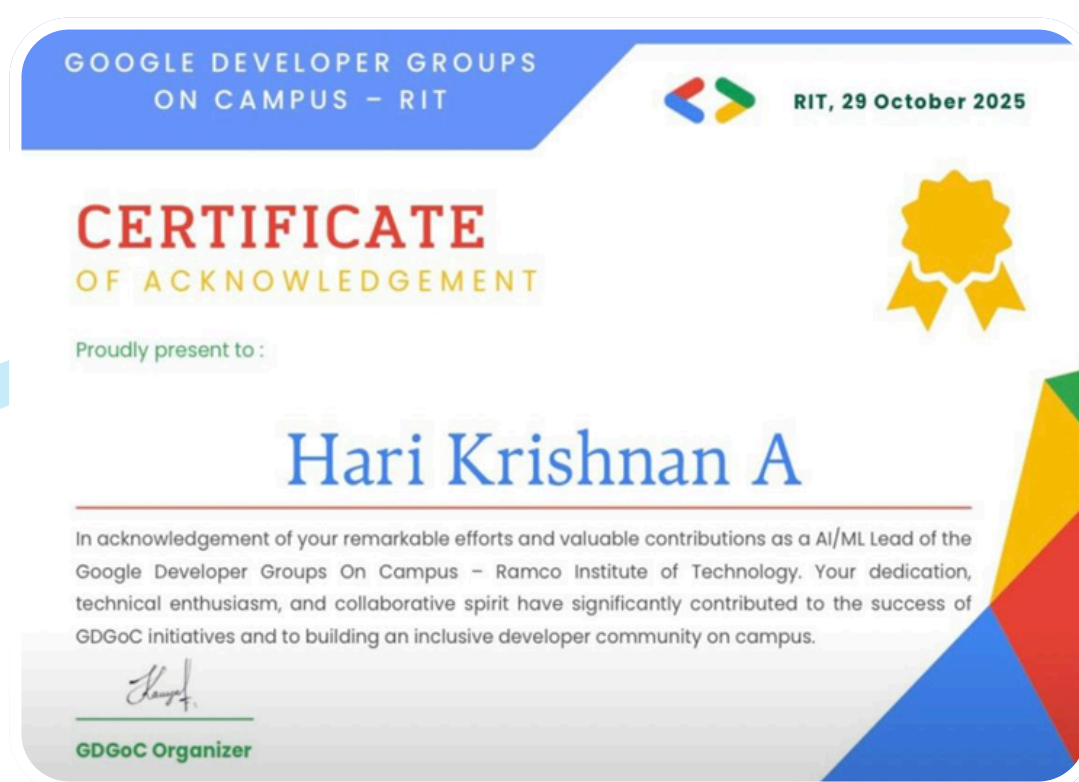 GOOGLE DEVELOPER GROUPS
ON CAMPUS – RIT
RIT, 29 October 2025
CERTIFICATE
OF ACKNOWLEDGEMENT
Proudly present to :
Hari Krishnan A
In acknowledgement of your remarkable efforts and valuable contributions as a AI/ML Lead of the
Google Developer Groups On Campus – Ramco Institute of Technology. Your dedication,
technical enthusiasm, and collaborative spirit have significantly contributed to the success of
GDGoC initiatives and to building an inclusive developer community on campus.
GDGoC Organizer